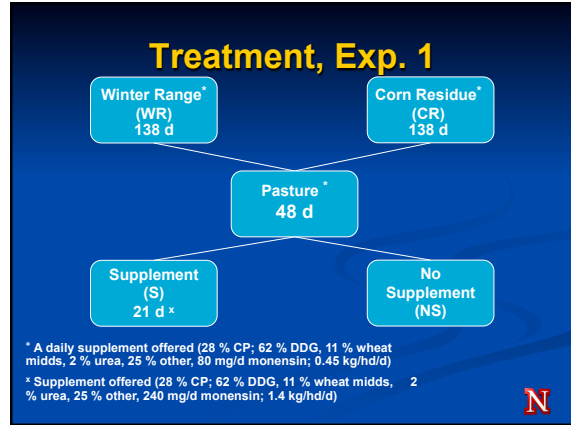 Treatment, Exp. 1
Winter Range*
(WR)
138 d
Corn Residue*
(CR)
138 d
Pasture *
48 d
Supplement
(S)
21 d x
No
Supplement
(NS)
* A daily supplement offered (28 % CP; 62 % DDG, 11 % wheat
midds, 2 % urea, 25 % other, 80 mg/d monensin; 0.45 kg/hd/d)
x Supplement offered (28 % CP; 62 % DDG, 11 % wheat midds, 2
% urea, 25 % other, 240 mg/d monensin; 1.4 kg/hd/d)
N